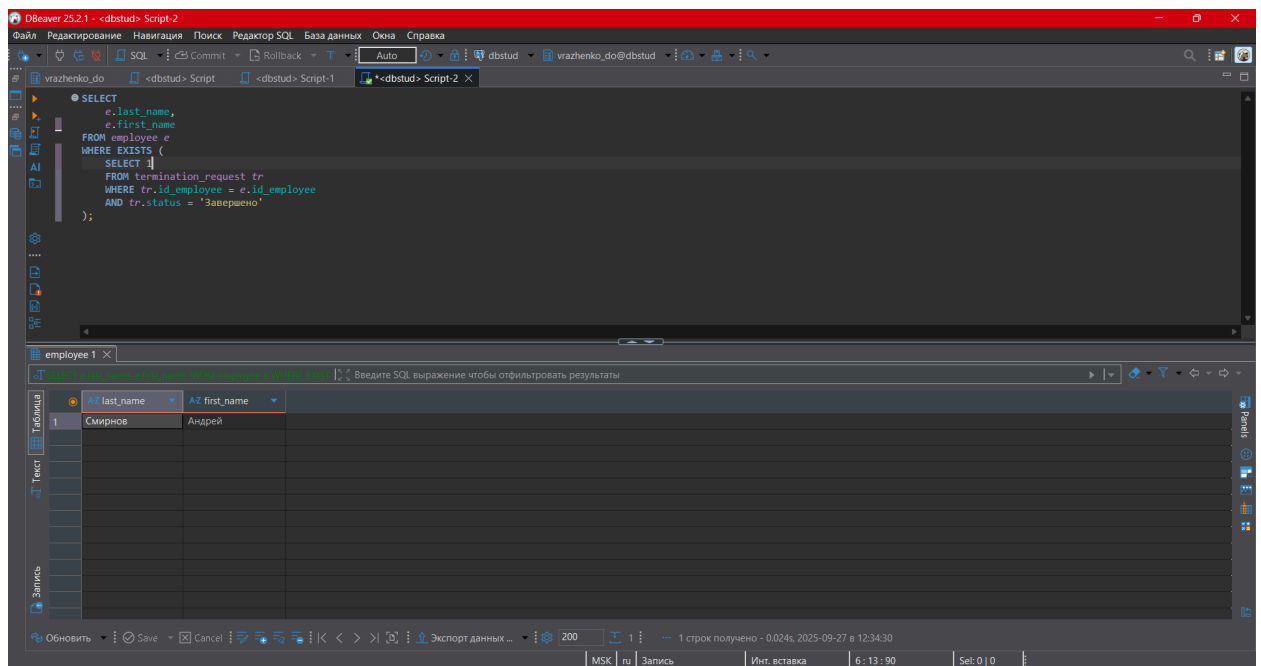 DBeaver 25.2.1 - <dbstud> Script-2
Файл Редактирование Навигация Поиск Редактор SQL База данных Окна Справка
SQL Commit Rollback T Auto dbstud vrazhenko_do@dbstud
vrazhenko_do <dbstud> Script <dbstud> Script-1 *<dbstud> Script-2
SELECT
e.last_name,
e.first_name
FROM employee e
WHERE EXISTS (
SELECT 1
FROM termination_request tr
WHERE tr.id_employee = e.id_employee
AND tr.status = 'Завершено'
);
AI
employee 1
Введите SQL выражение чтобы отфильтровать результаты
Таблица
Текст
Запись
A-Z last_name A-Z first_name
1 Смирнов Андрей
Panels
Обновить Save Cancel Экспорт данных ... 200 1 ... 1 строк получено - 0.024s, 2025-09-27 в 12:34:30
MSK ru Запись Инт. вставка 6 : 13 : 90 Sel: 0 | 0